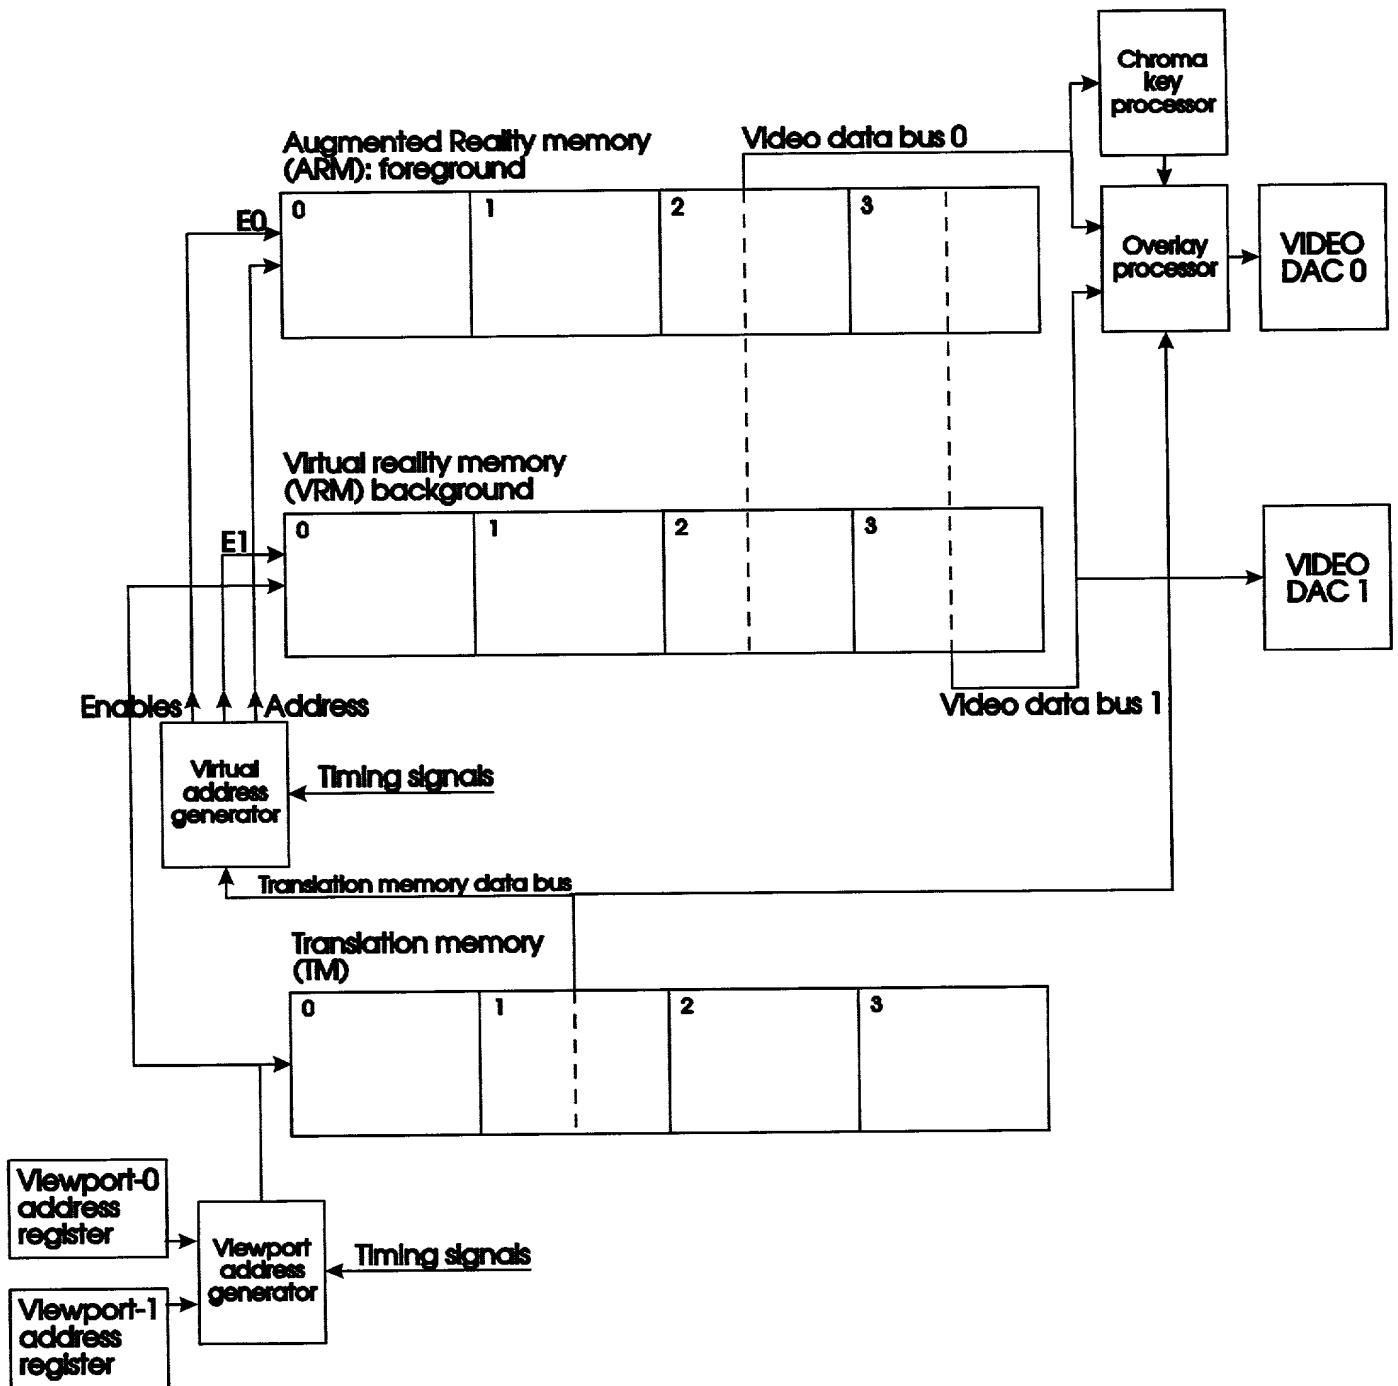 Chroma
key
processor
Augmented Reality memory
(ARM): foreground
Video data bus 0
E0
0
1
2
3
Overlay
processor
VIDEO
DAC 0
Virtual reality memory
(VRM) background
E1
0
1
2
3
VIDEO
DAC 1
Enables
Address
Video data bus 1
Virtual
address
generator
Timing signals
Translation memory data bus
Translation memory
(TM)
0
1
2
3
Viewport-0
address
register
Viewport
address
generator
Timing signals
Viewport-1
address
register